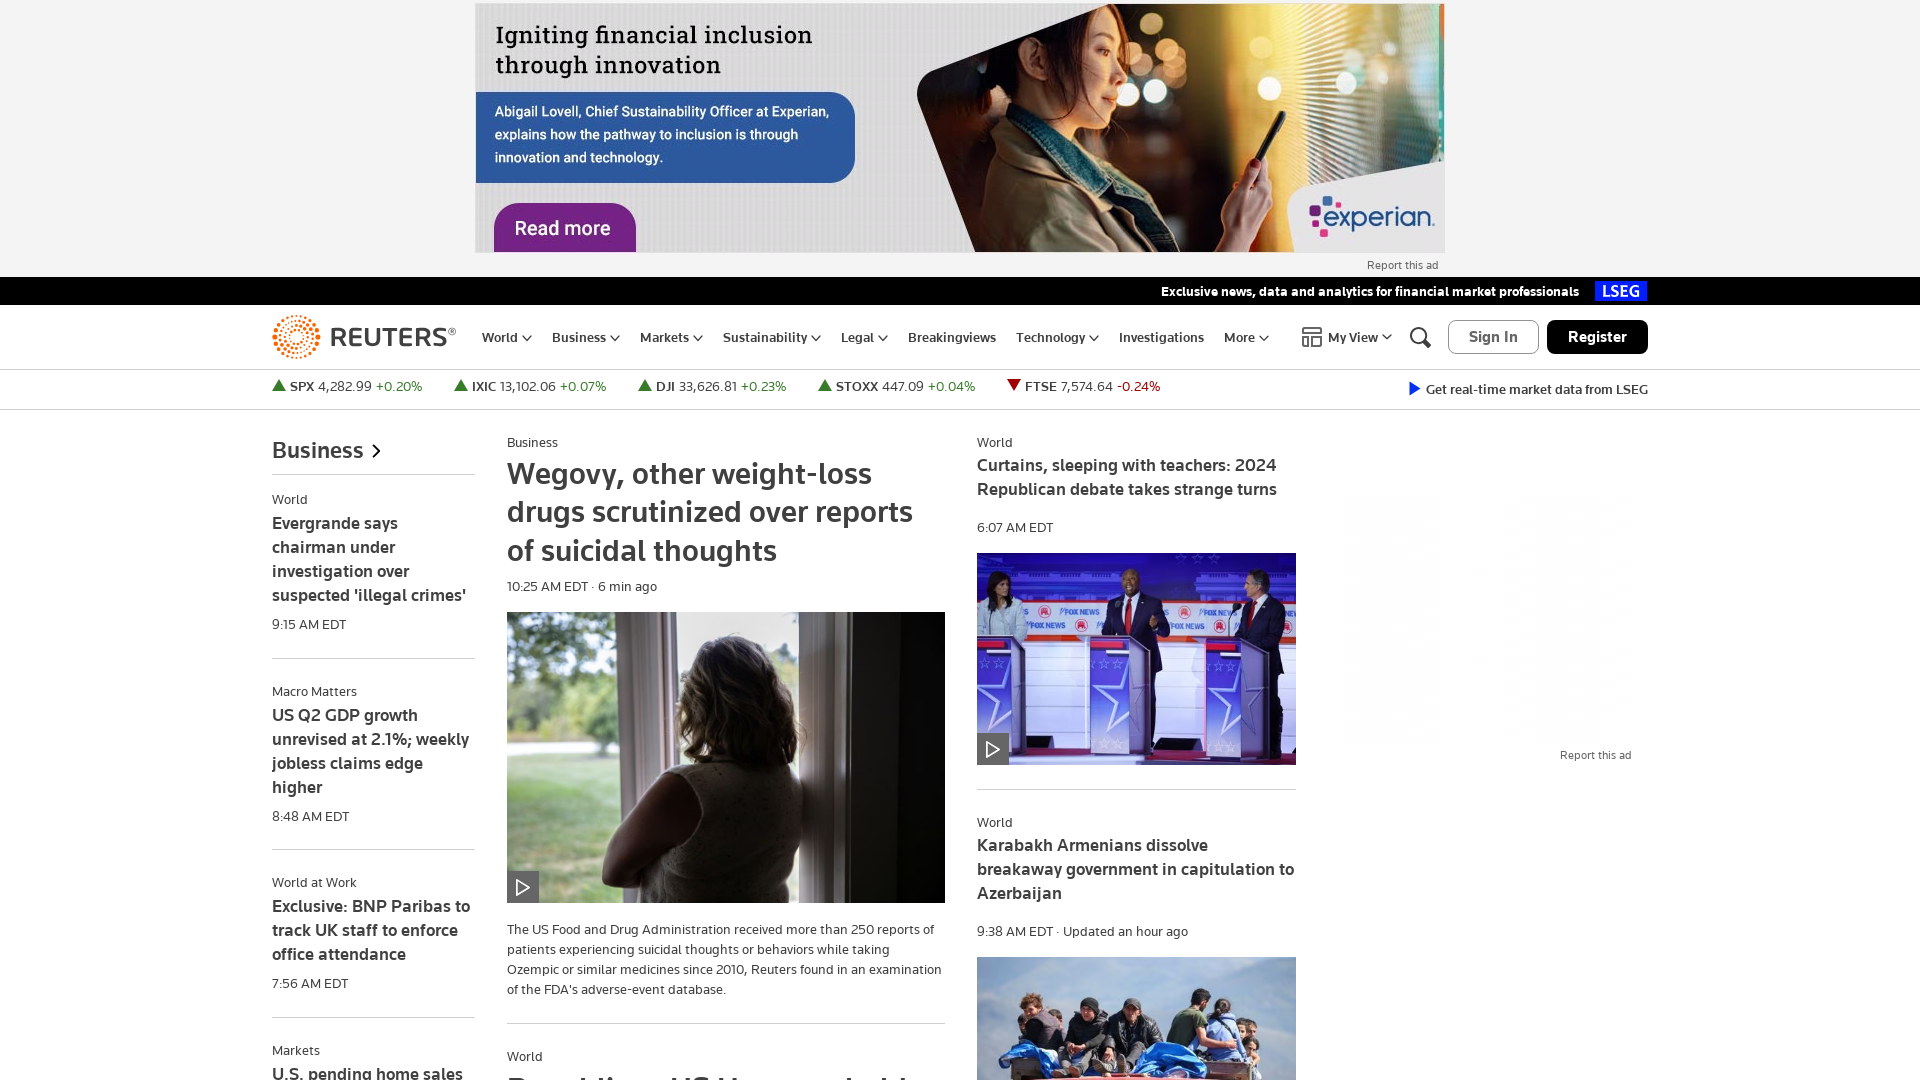 Igniting financial inclusion
through innovation
Abigail Lovell, Chief Sustainability Officer at Experian,
explains how the pathway to inclusion is through
innovation and technology.
Read more
experian.
Report this ad
Exclusive news, data and analytics for financial market professionals LSEG
REUTERS® World Business Markets Sustainability Legal Breakingviews Technology Investigations More My View Sign In Register
SPX 4,282.99 +0.20% IXIC 13,102.06 +0.07% DJI 33,626.81 +0.23% STOXX 447.09 +0.04% FTSE 7,574.64 -0.24% Get real-time market data from LSEG
Business
World
Evergrande says
chairman under
investigation over
suspected 'illegal crimes'
9:15 AM EDT
Macro Matters
US Q2 GDP growth
unrevised at 2.1%; weekly
jobless claims edge
higher
8:48 AM EDT
World at Work
Exclusive: BNP Paribas to
track UK staff to enforce
office attendance
7:56 AM EDT
Markets
U.S. pending home sales
Business
Wegovy, other weight-loss
drugs scrutinized over reports
of suicidal thoughts
10:25 AM EDT · 6 min ago
The US Food and Drug Administration received more than 250 reports of
patients experiencing suicidal thoughts or behaviors while taking
Ozempic or similar medicines since 2010, Reuters found in an examination
of the FDA's adverse-event database.
World
World
Curtains, sleeping with teachers: 2024
Republican debate takes strange turns
6:07 AM EDT
FOX NEWS
FOX NEWS
FOX NEWS
World
Karabakh Armenians dissolve
breakaway government in capitulation to
Azerbaijan
9:38 AM EDT · Updated an hour ago
Report this ad